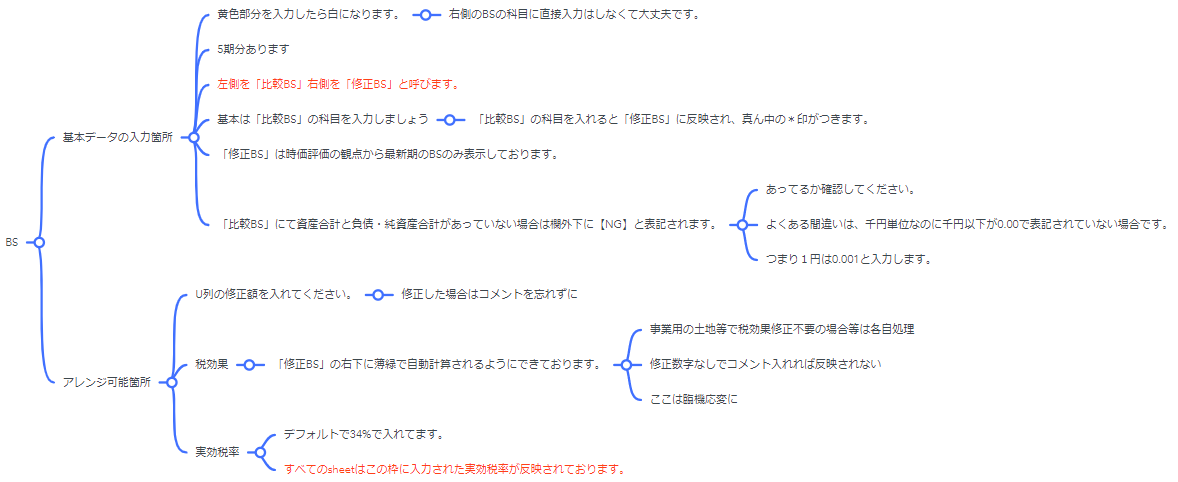 BS
基本データの入力箇所
黄色部分を入力したら白になります。
右側のBSの科目に直接入力はしなくて大丈夫です。
5期分あります
左側を「比較BS」右側を「修正BS」と呼びます。
基本は「比較BS」の科目を入力しましょう
「比較BS」の科目を入れると「修正BS」に反映され、真ん中の＊印がつきます。
「修正BS」は時価評価の観点から最新期のBSのみ表示しております。
「比較BS」にて資産合計と負債・純資産合計があっていない場合は欄外下に【NG】と表記されます。
あってるか確認してください。
よくある間違いは、千円単位なのに千円以下が0.00で表記されていない場合です。
つまり１円は0.001と入力します。
アレンジ可能箇所
U列の修正額を入れてください。
修正した場合はコメントを忘れずに
税効果
「修正BS」の右下に薄緑で自動計算されるようにできております。
事業用の土地等で税効果修正不要の場合等は各自処理
修正数字なしでコメント入れれば反映されない
ここは臨機応変に
実効税率
デフォルトで34%で入れてます。
すべてのsheetはこの枠に入力された実効税率が反映されております。